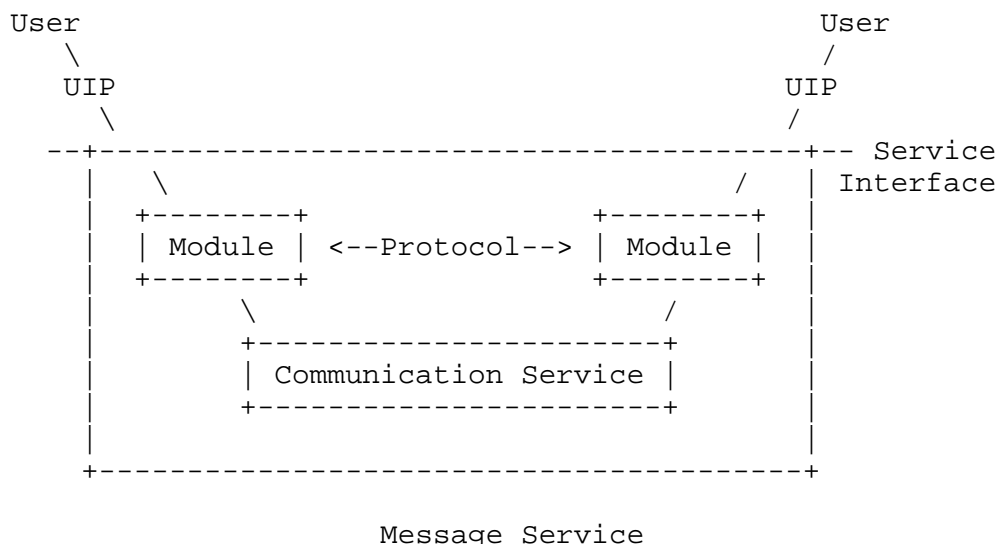 User User
UIP UIP
Service
Interface
Module <--Protocol--> Module
Communication Service
Message Service